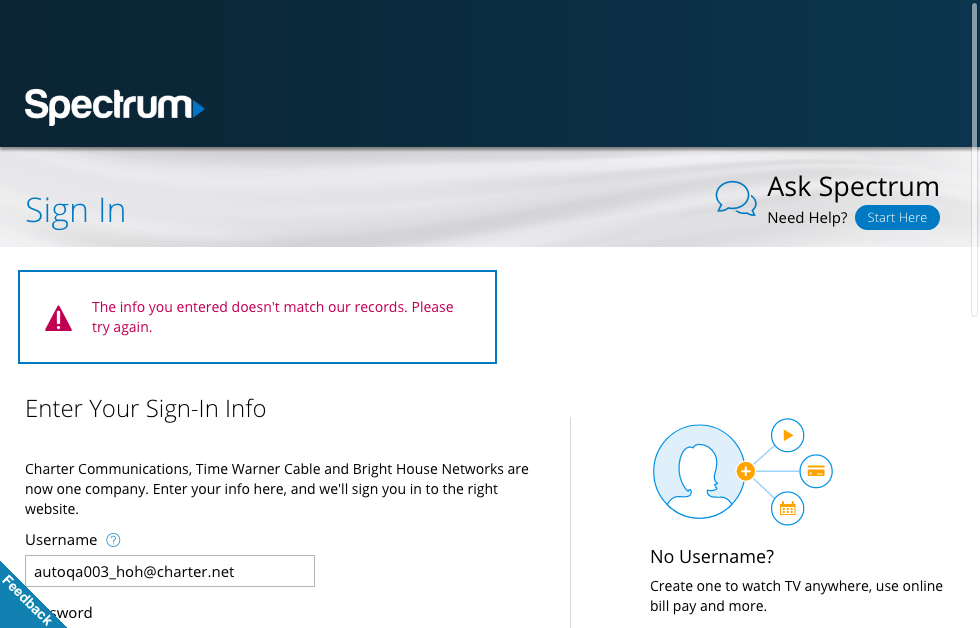 Spectrum
Sign In
Ask Spectrum
Need Help? Start Here
The info you entered doesn't match our records. Please
try again.
Enter Your Sign-In Info
Charter Communications, Time Warner Cable and Bright House Networks are
now one company. Enter your info here, and we'll sign you in to the right
website.
Username ?
autoqa003_hoh@charter.net
sword
Feedback
No Username?
Create one to watch TV anywhere, use online
bill pay and more.